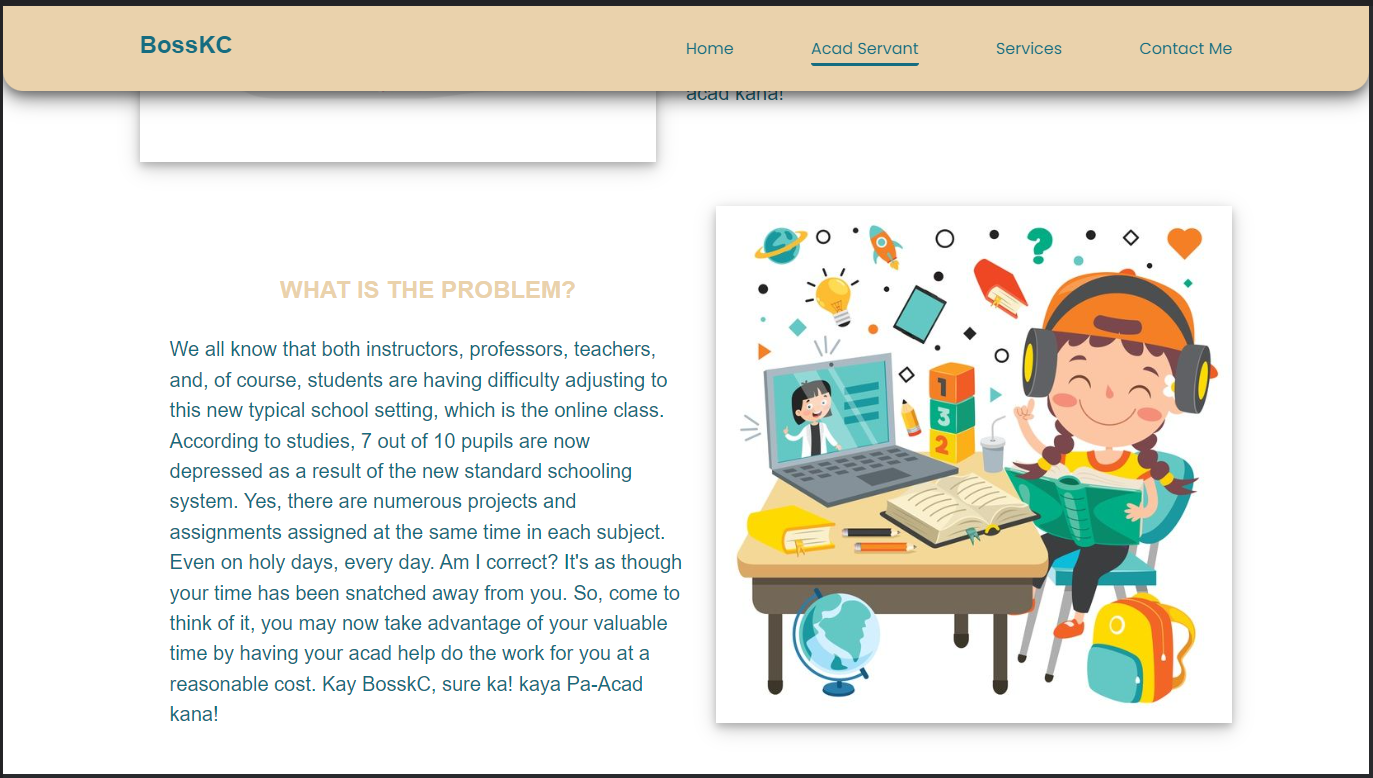 BossKC
Home
Acad Servant
Services
Contact Me
acad kana!
WHAT IS THE PROBLEM?
We all know that both instructors, professors, teachers,
and, of course, students are having difficulty adjusting to
this new typical school setting, which is the online class.
According to studies, 7 out of 10 pupils are now
depressed as a result of the new standard schooling
system. Yes, there are numerous projects and
assignments assigned at the same time in each subject.
Even on holy days, every day. Am I correct? It's as though
your time has been snatched away from you. So, come to
think of it, you may now take advantage of your valuable
time by having your acad help do the work for you at a
reasonable cost. Kay BosskC, sure ka! kaya Pa-Acad
kana!
?
1
3
2